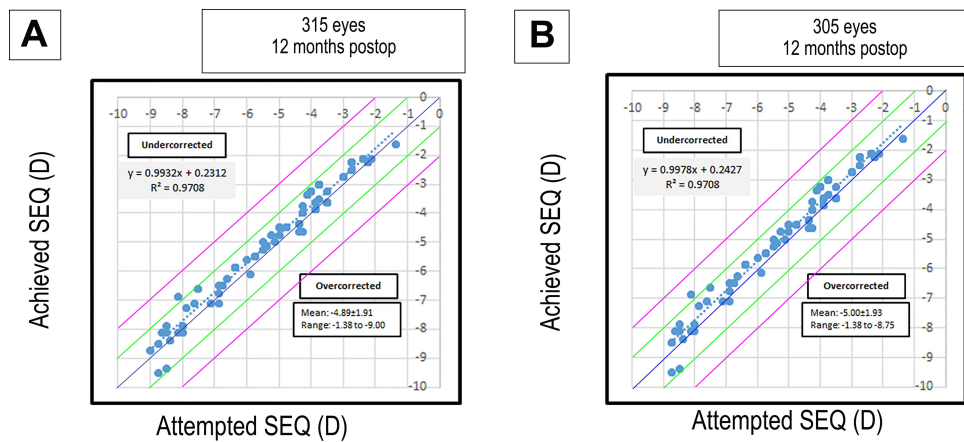 A
315 eyes
12 months postop
-10 -9 -8 -7 -6 -5 -4 -3 -2 -1 0
0
-1
-2
-3
-4
-5
-6
-7
-8
-9
-10
Undercorrected
y = 0.9932x + 0.2312
R² = 0.9708
Overcorrected
Mean: -4.89±1.91
Range: -1.38 to -9.00
Achieved SEQ (D)
Attempted SEQ (D)
B
305 eyes
12 months postop
-10 -9 -8 -7 -6 -5 -4 -3 -2 -1 0
0
-1
-2
-3
-4
-5
-6
-7
-8
-9
-10
Undercorrected
y = 0.9978x + 0.2427
R² = 0.9708
Overcorrected
Mean: -5.00±1.93
Range: -1.38 to -8.75
Achieved SEQ (D)
Attempted SEQ (D)